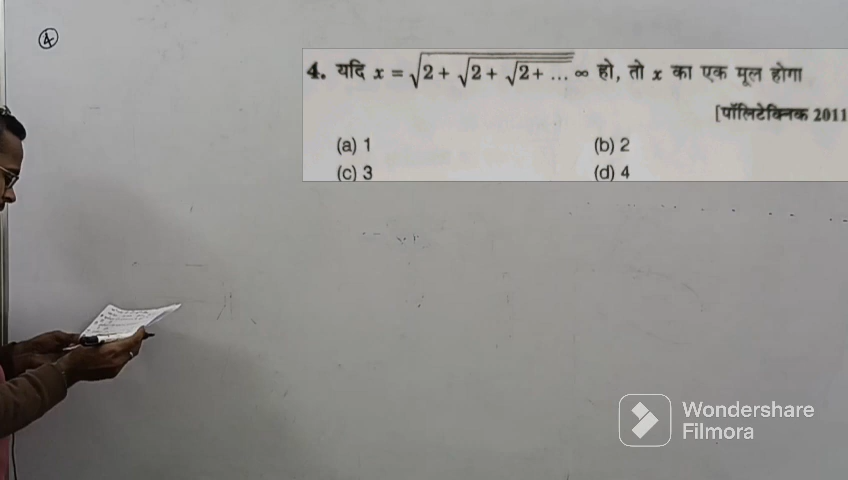 ④
4. यदि x = √2 + √2 + √2 + ... ∞ हो, तो x का एक मूल होगा
[पॉलिटेक्निक 2011
(a) 1 (b) 2
(c) 3 (d) 4
Wondershare
Filmora